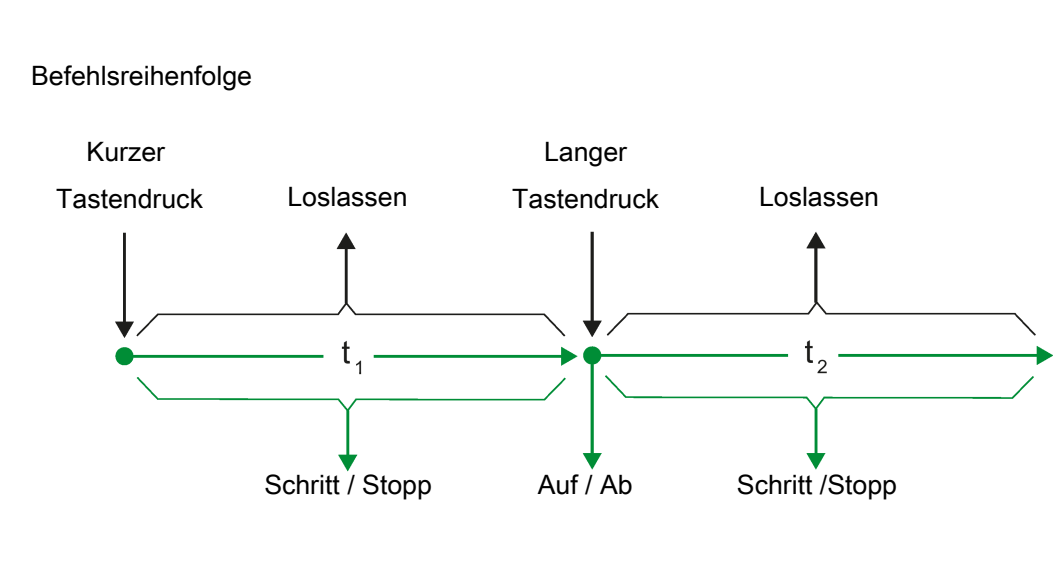 Befehlsreihenfolge
Kurzer
Tastendruck
Loslassen
Langer
Tastendruck
Loslassen
t1
t2
Schritt / Stopp
Auf / Ab
Schritt /Stopp